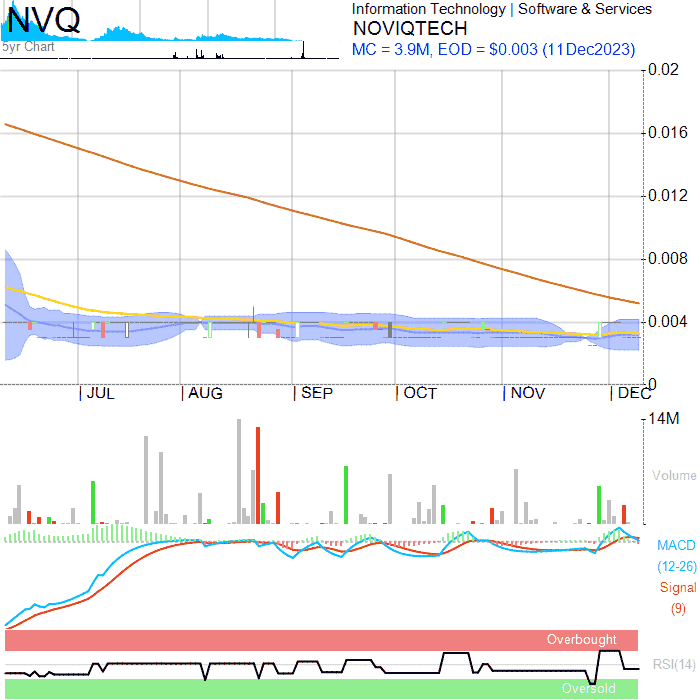 NVQ
5yr Chart
Information Technology | Software & Services
NOVIQTECH
MC = 3.9M, EOD = $0.003 (11Dec2023)
0.02
0.016
0.012
0.008
0.004
0
JUL AUG SEP OCT NOV DEC
14M
Volume
MACD
(12-26)
Signal
(9)
Overbought
RSI(14)
Oversold